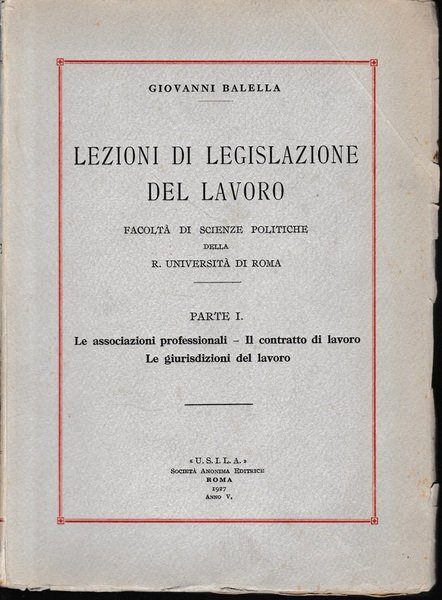 GIOVANNI BALELLA
LEZIONI DI LEGISLAZIONE
DEL LAVORO
FACOLTÀ DI SCIENZE POLITICHE
DELLA
R. UNIVERSITÀ DI ROMA
PARTE I.
Le associazioni professionali – Il contratto di lavoro
Le giurisdizioni del lavoro
« U. S. I. L. A. »
SOCIETÀ ANONIMA EDITRICE
ROMA
1927
ANNO V.